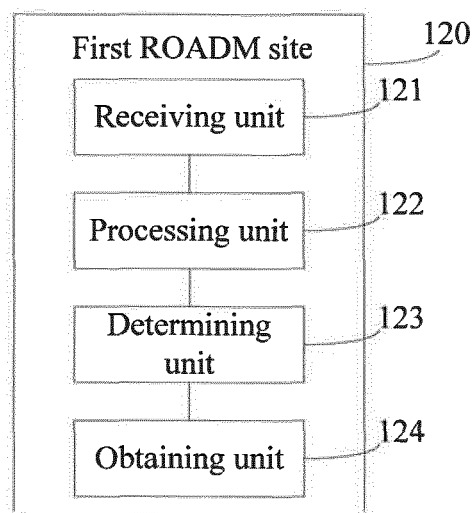 First ROADM site
120
Receiving unit
121
Processing unit
122
Determining
unit
123
Obtaining unit
124